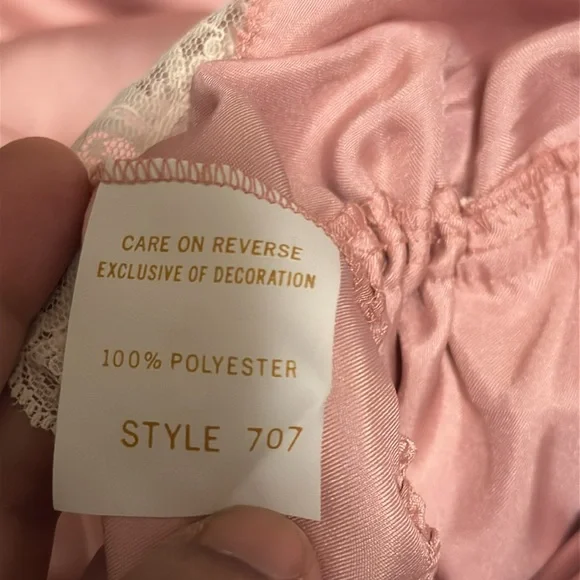 CARE ON REVERSE
EXCLUSIVE OF DECORATION
100% POLYESTER
STYLE 707